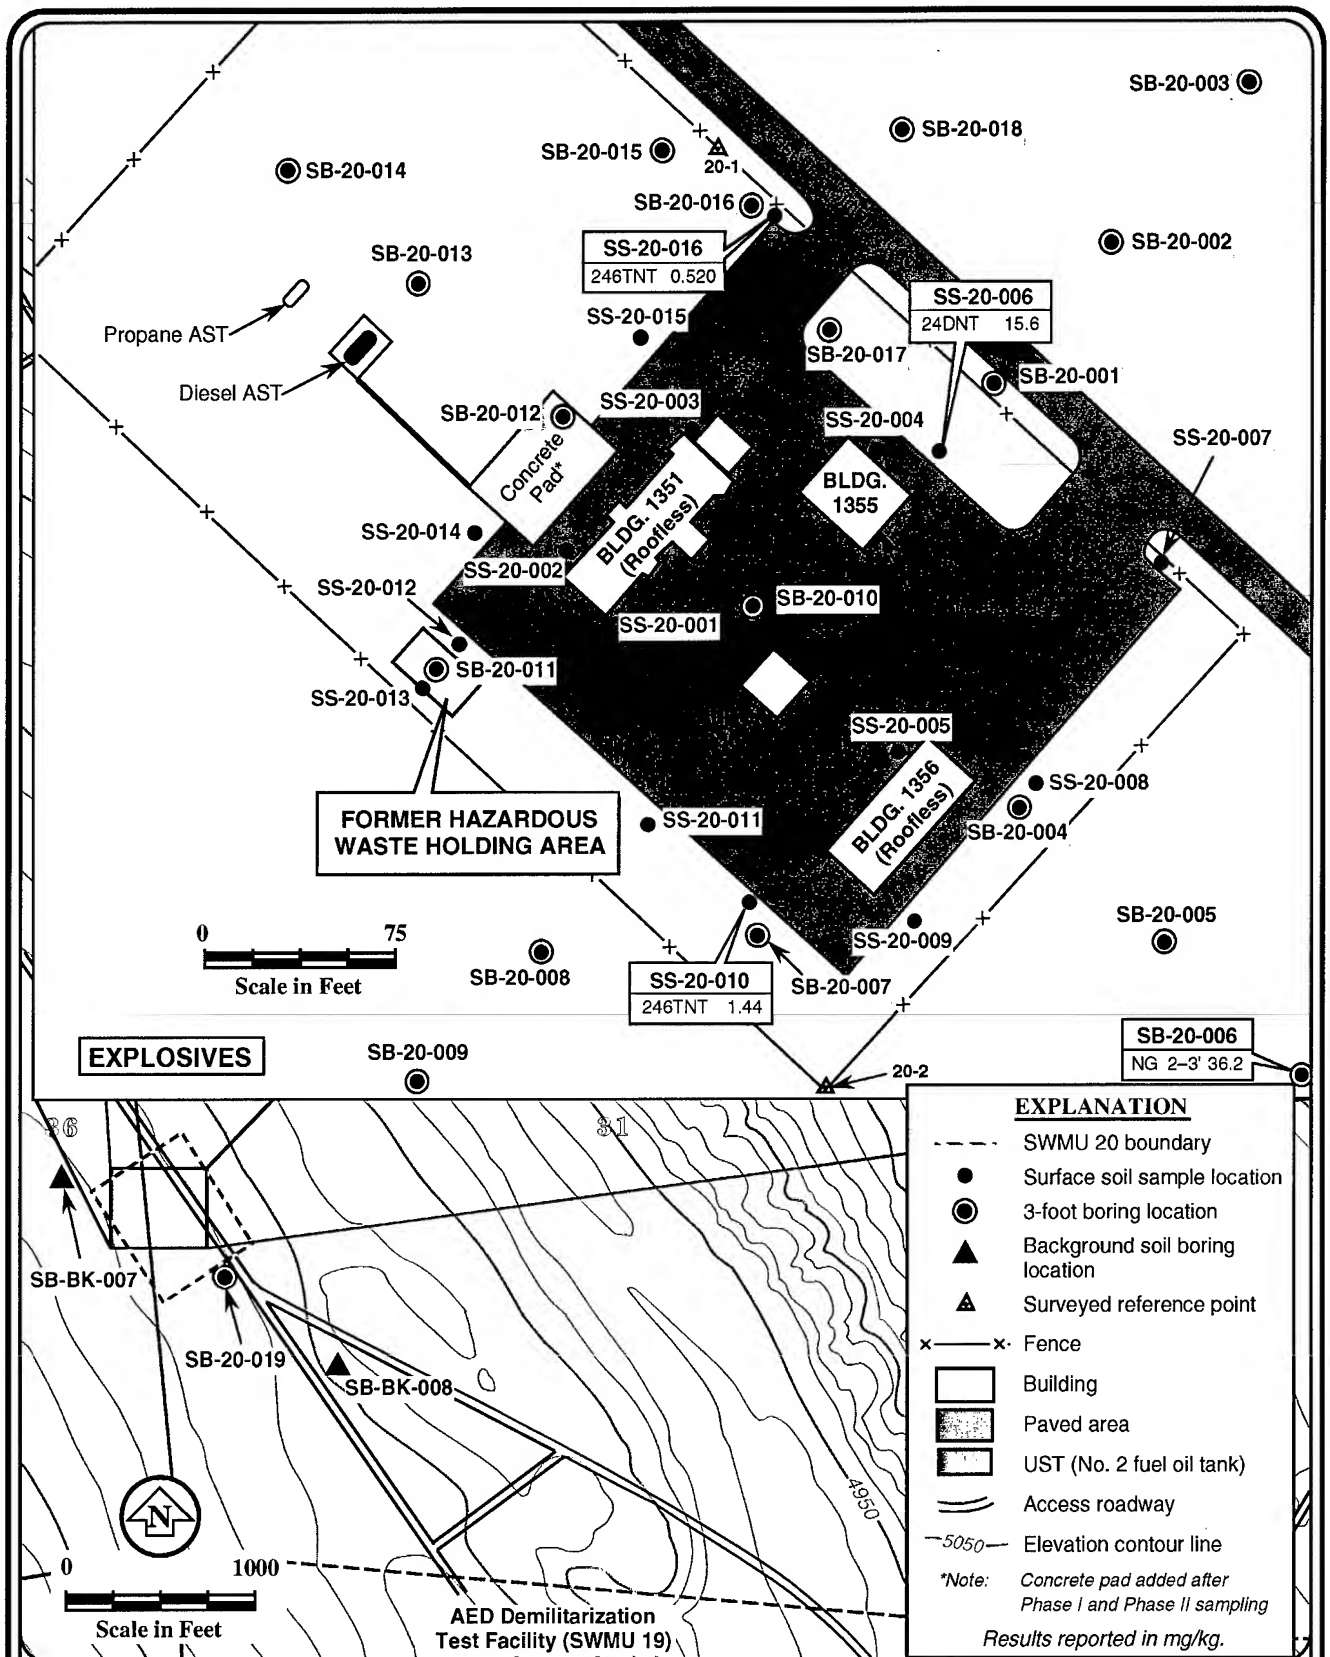 SB-20-003
SB-20-018
SB-20-015
20-1
SB-20-014
SB-20-016
SB-20-002
SS-20-016
246TNT 0.520
SB-20-013
SS-20-006
24DNT 15.6
SS-20-015
Propane AST
SB-20-017
SB-20-001
Diesel AST
SS-20-003
SB-20-012
SS-20-004
SS-20-007
Concrete
Pad*
BLDG. 1351
(Roofless)
BLDG.
1355
SS-20-014
SS-20-002
SS-20-012
SB-20-010
SS-20-001
SB-20-011
SS-20-013
SS-20-005
BLDG. 1356
(Roofless)
SS-20-008
FORMER HAZARDOUS
WASTE HOLDING AREA
SS-20-011
SB-20-004
SB-20-005
0 75
Scale in Feet
SS-20-009
SB-20-008
SS-20-010
246TNT 1.44
SB-20-007
EXPLOSIVES
SB-20-009
SB-20-006
NG 2–3' 36.2
20-2
36
31
SB-BK-007
SB-20-019
SB-BK-008
4950
N
0 1000
Scale in Feet
AED Demilitarization
Test Facility (SWMU 19)
EXPLANATION
SWMU 20 boundary
Surface soil sample location
3-foot boring location
Background soil boring
location
Surveyed reference point
Fence
Building
Paved area
UST (No. 2 fuel oil tank)
Access roadway
5050 Elevation contour line
*Note: Concrete pad added after
Phase I and Phase II sampling
Results reported in mg/kg.